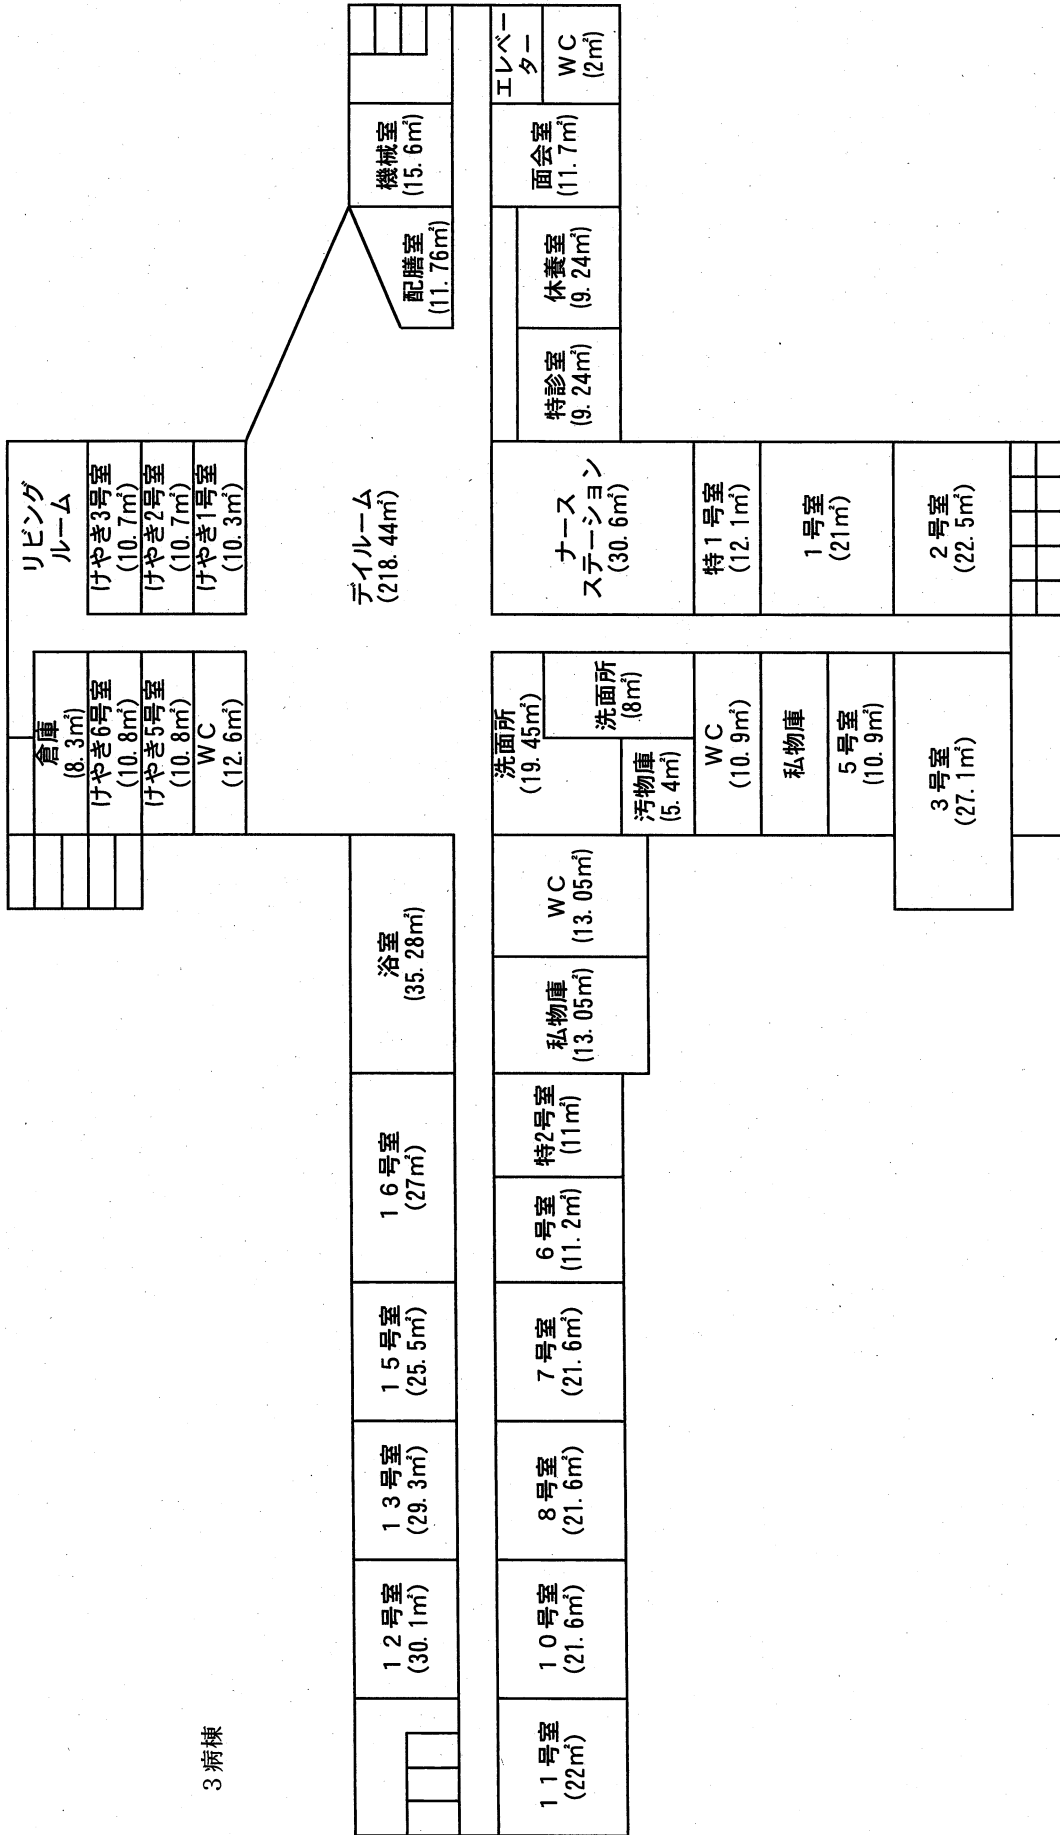 3病棟
リビング
ルーム
けやき3号室
(10.7㎡)
けやき2号室
(10.7㎡)
けやき1号室
(10.3㎡)
倉庫
(8.3㎡)
けやき6号室
(10.8㎡)
けやき5号室
(10.8㎡)
WC
(12.6㎡)
機械室
(15.6㎡)
配膳室
(11.76㎡)
エレベー
ター
WC
(2㎡)
面会室
(11.7㎡)
休養室
(9.24㎡)
特診室
(9.24㎡)
デイルーム
(218.44㎡)
ナース
ステーション
(30.6㎡)
特1号室
(12.1㎡)
1号室
(21㎡)
2号室
(22.5㎡)
洗面所
(19.45㎡)
洗面所
(8㎡)
汚物庫
(5.4㎡)
WC
(10.9㎡)
私物庫
5号室
(10.9㎡)
3号室
(27.1㎡)
浴室
(35.28㎡)
WC
(13.05㎡)
私物庫
(13.05㎡)
16号室
(27㎡)
特2号室
(11㎡)
6号室
(11.2㎡)
15号室
(25.5㎡)
7号室
(21.6㎡)
13号室
(29.3㎡)
8号室
(21.6㎡)
12号室
(30.1㎡)
10号室
(21.6㎡)
11号室
(22㎡)